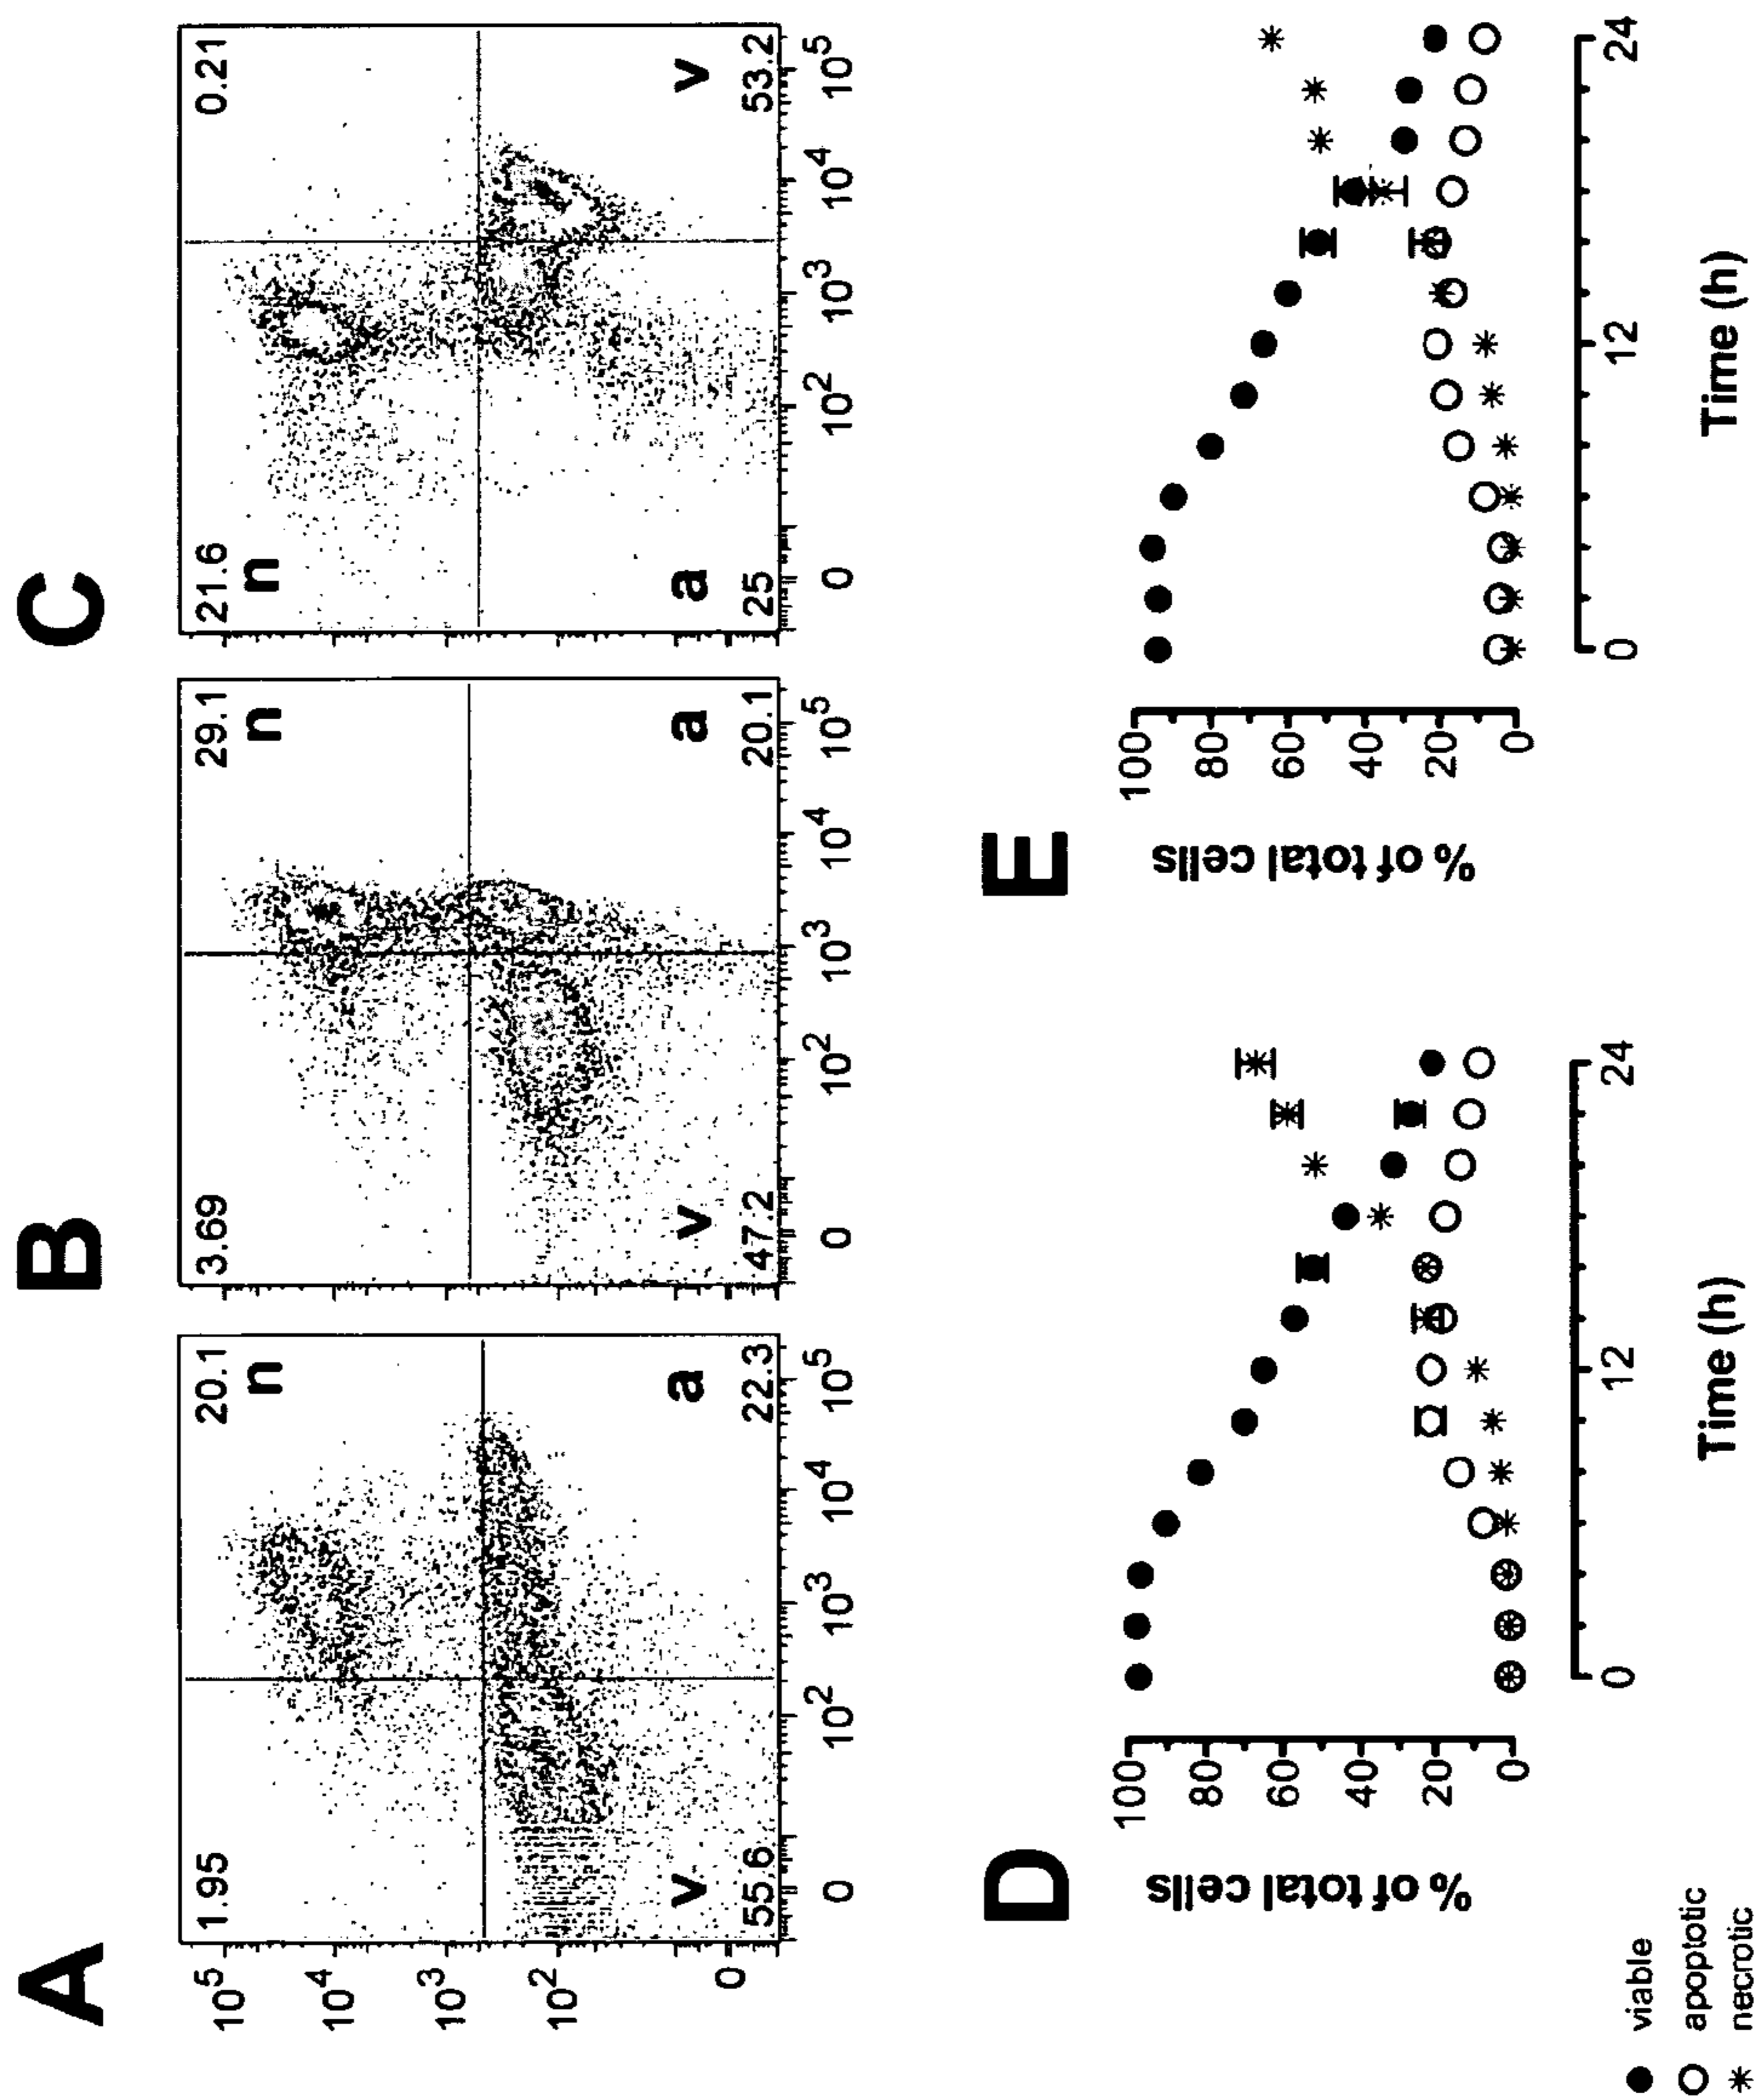 A
B
C
1.95
20.1
n
v
a
55.6
22.3
10^5
10^4
10^3
10^2
0
0
10^2
10^3
10^4
10^5
3.69
29.1
n
v
a
47.2
20.1
0
10^2
10^3
10^4
10^5
21.6
0.21
n
a
v
25
53.2
0
10^2
10^3
10^4
10^5
D
% of total cells
100
80
60
40
20
0
0
12
24
Time (h)
E
% of total cells
100
80
60
40
20
0
0
12
24
Time (h)
viable
apoptotic
necrotic